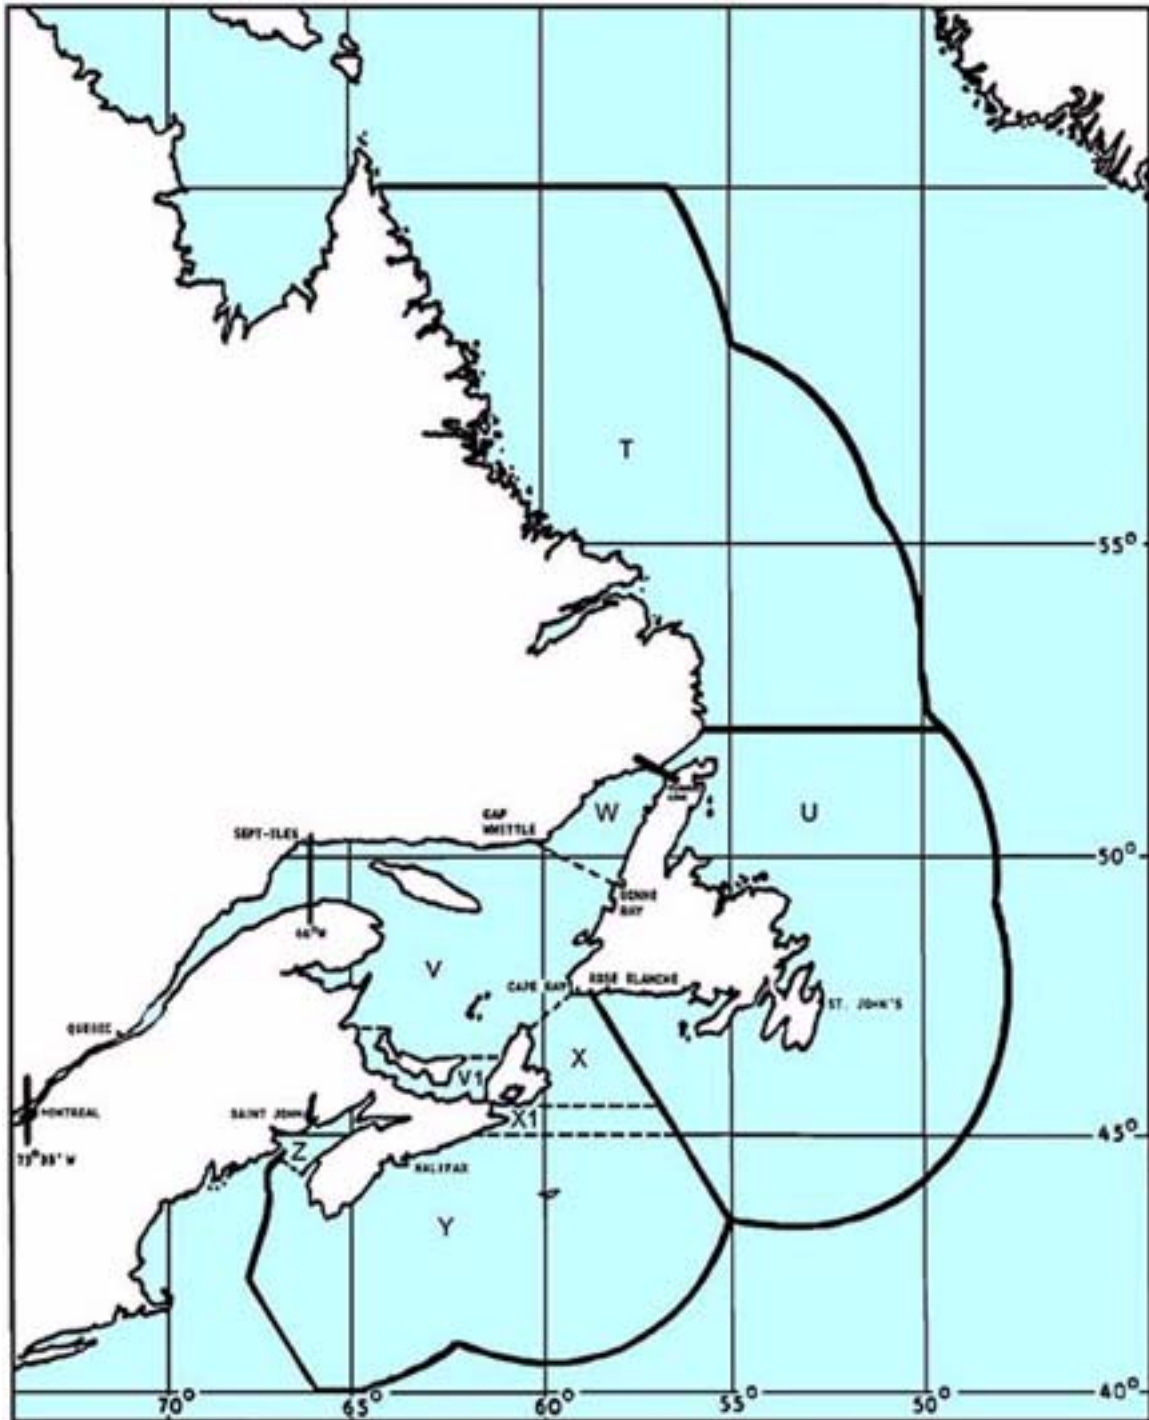 T
55°
W
U
CAP
WHITTLE
SEPT-ILES
50°
BONNE
BAY
66°W
V
CAPE RAY
ROSE BLANCHE
ST. JOHN'S
QUEBEC
X
V1
MONTREAL
SAINT JOHN
X1
45°
73°35' W
Z
HALIFAX
Y
70°
65°
60°
55°
50°
40°